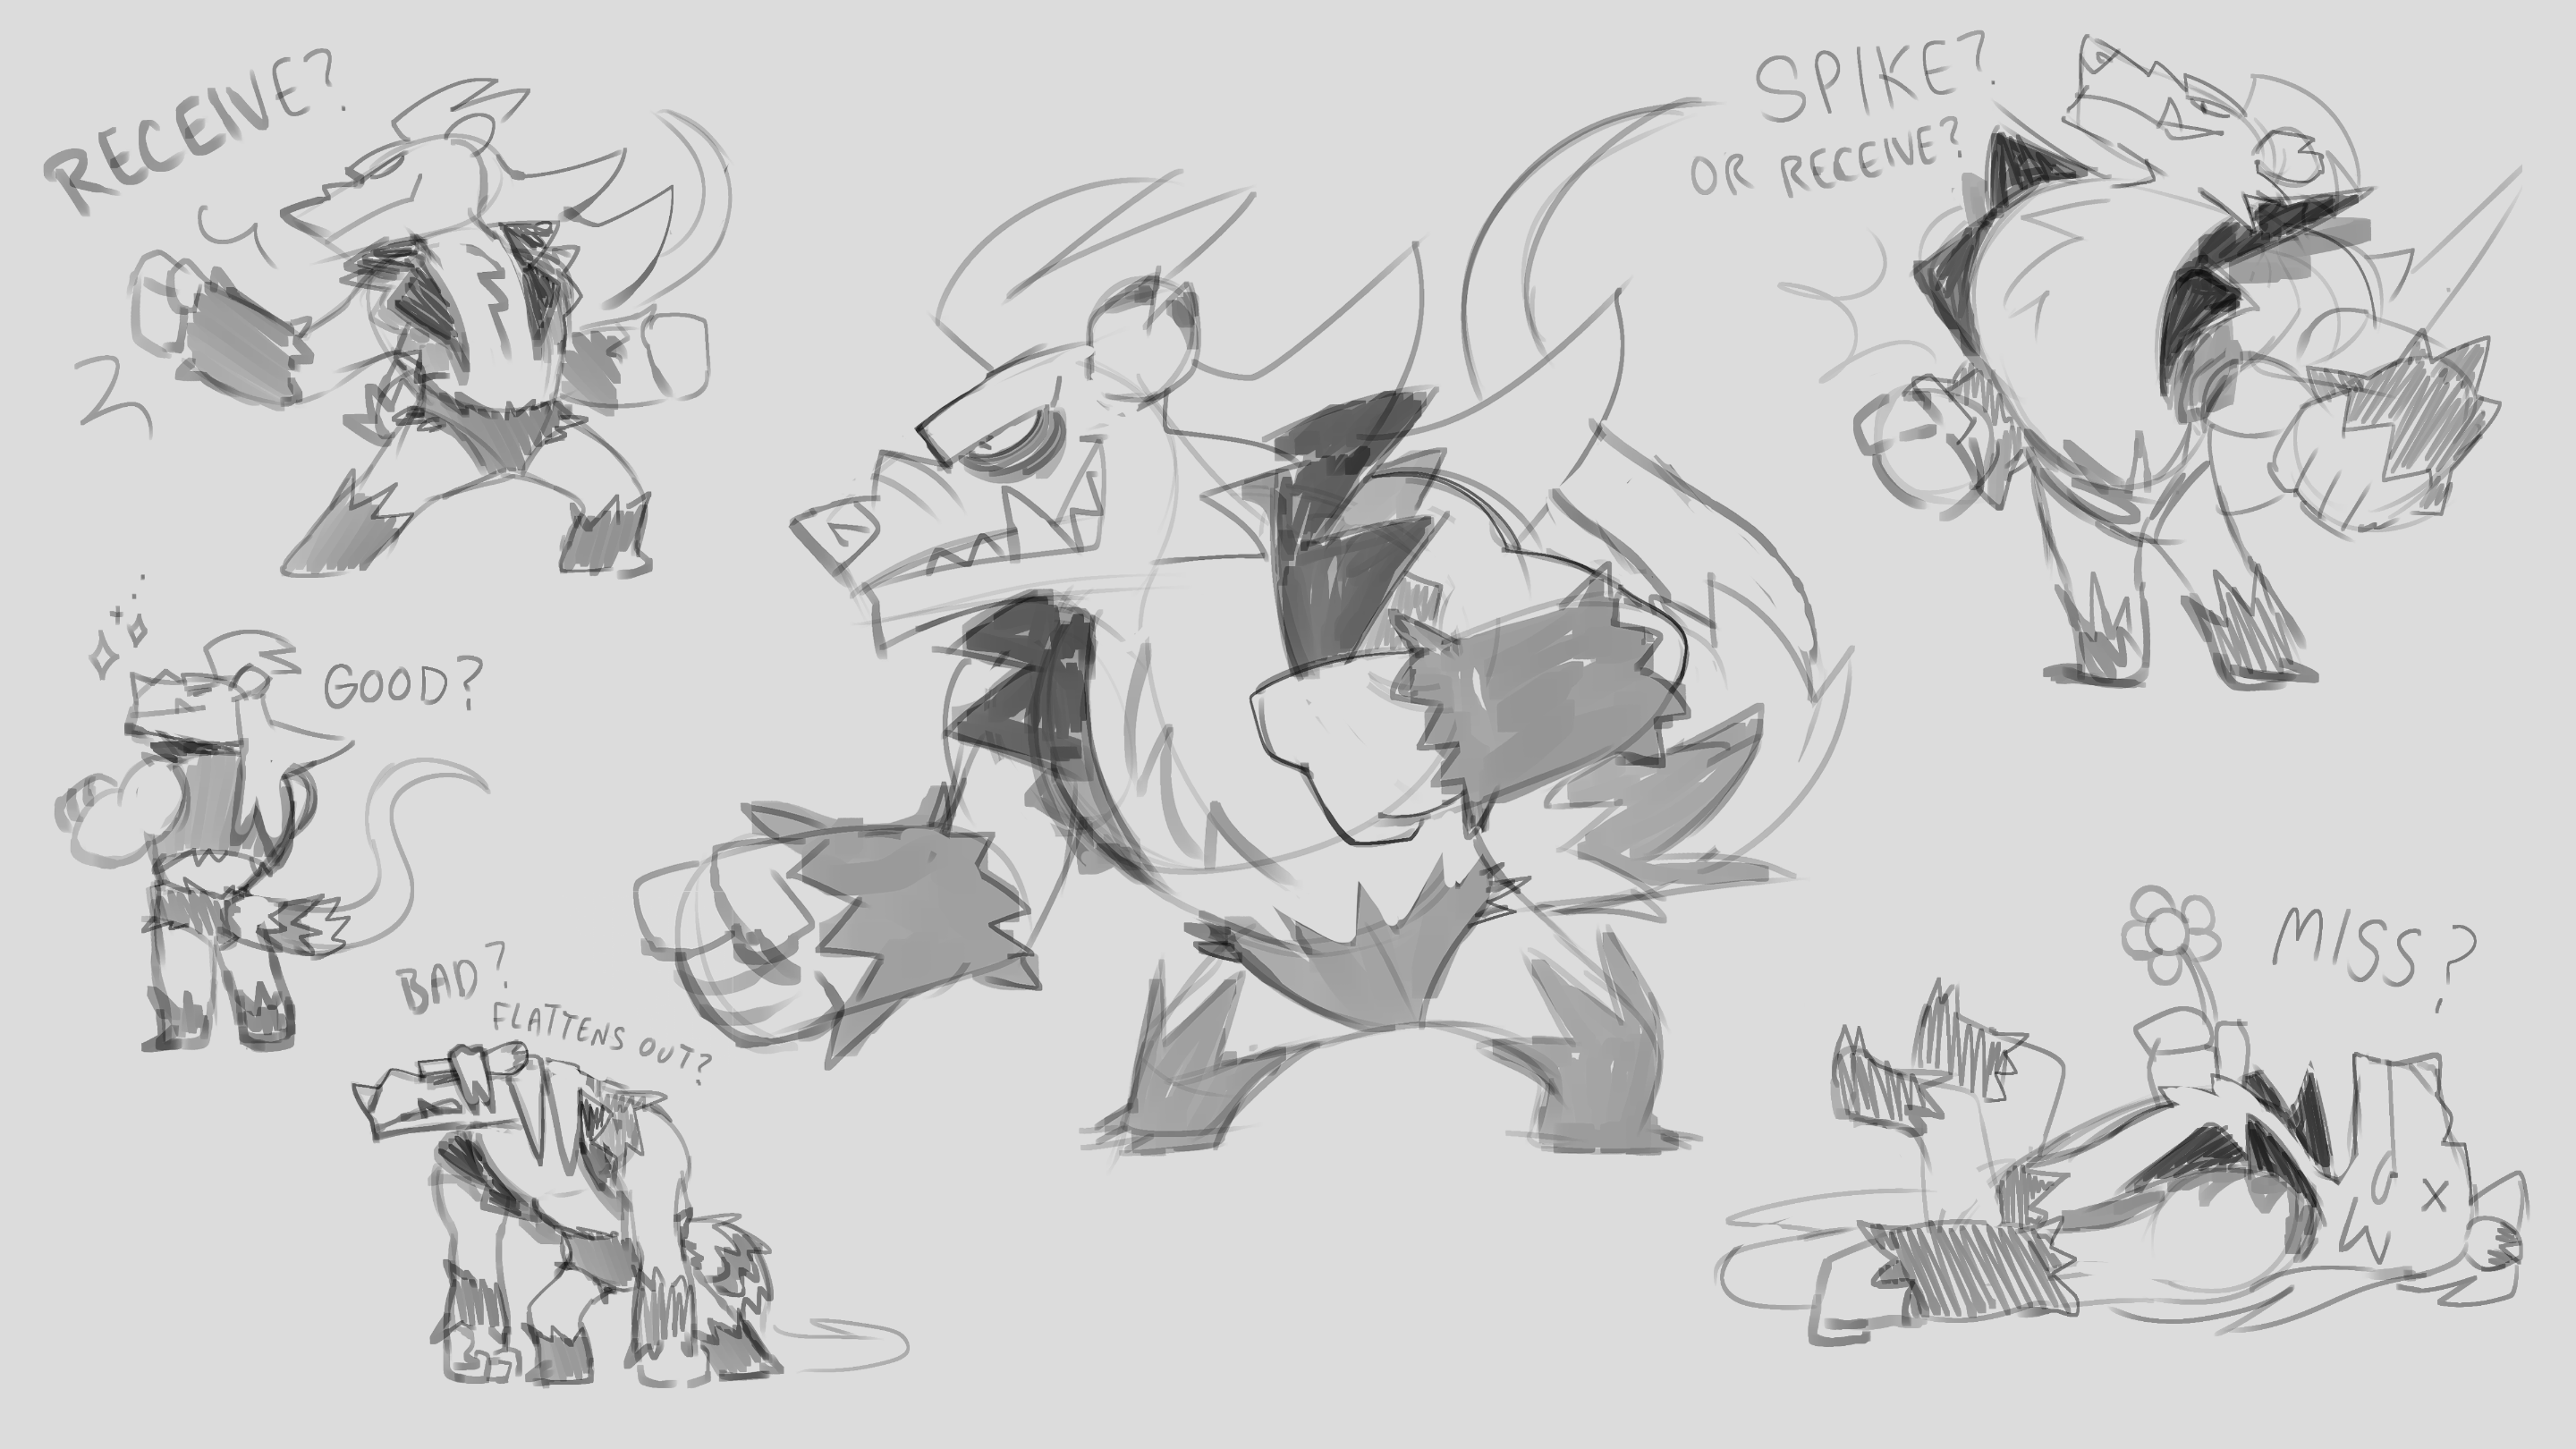 RECEIVE?
SPIKE?
OR RECEIVE?
GOOD?
BAD?
FLATTENS OUT?
MISS?